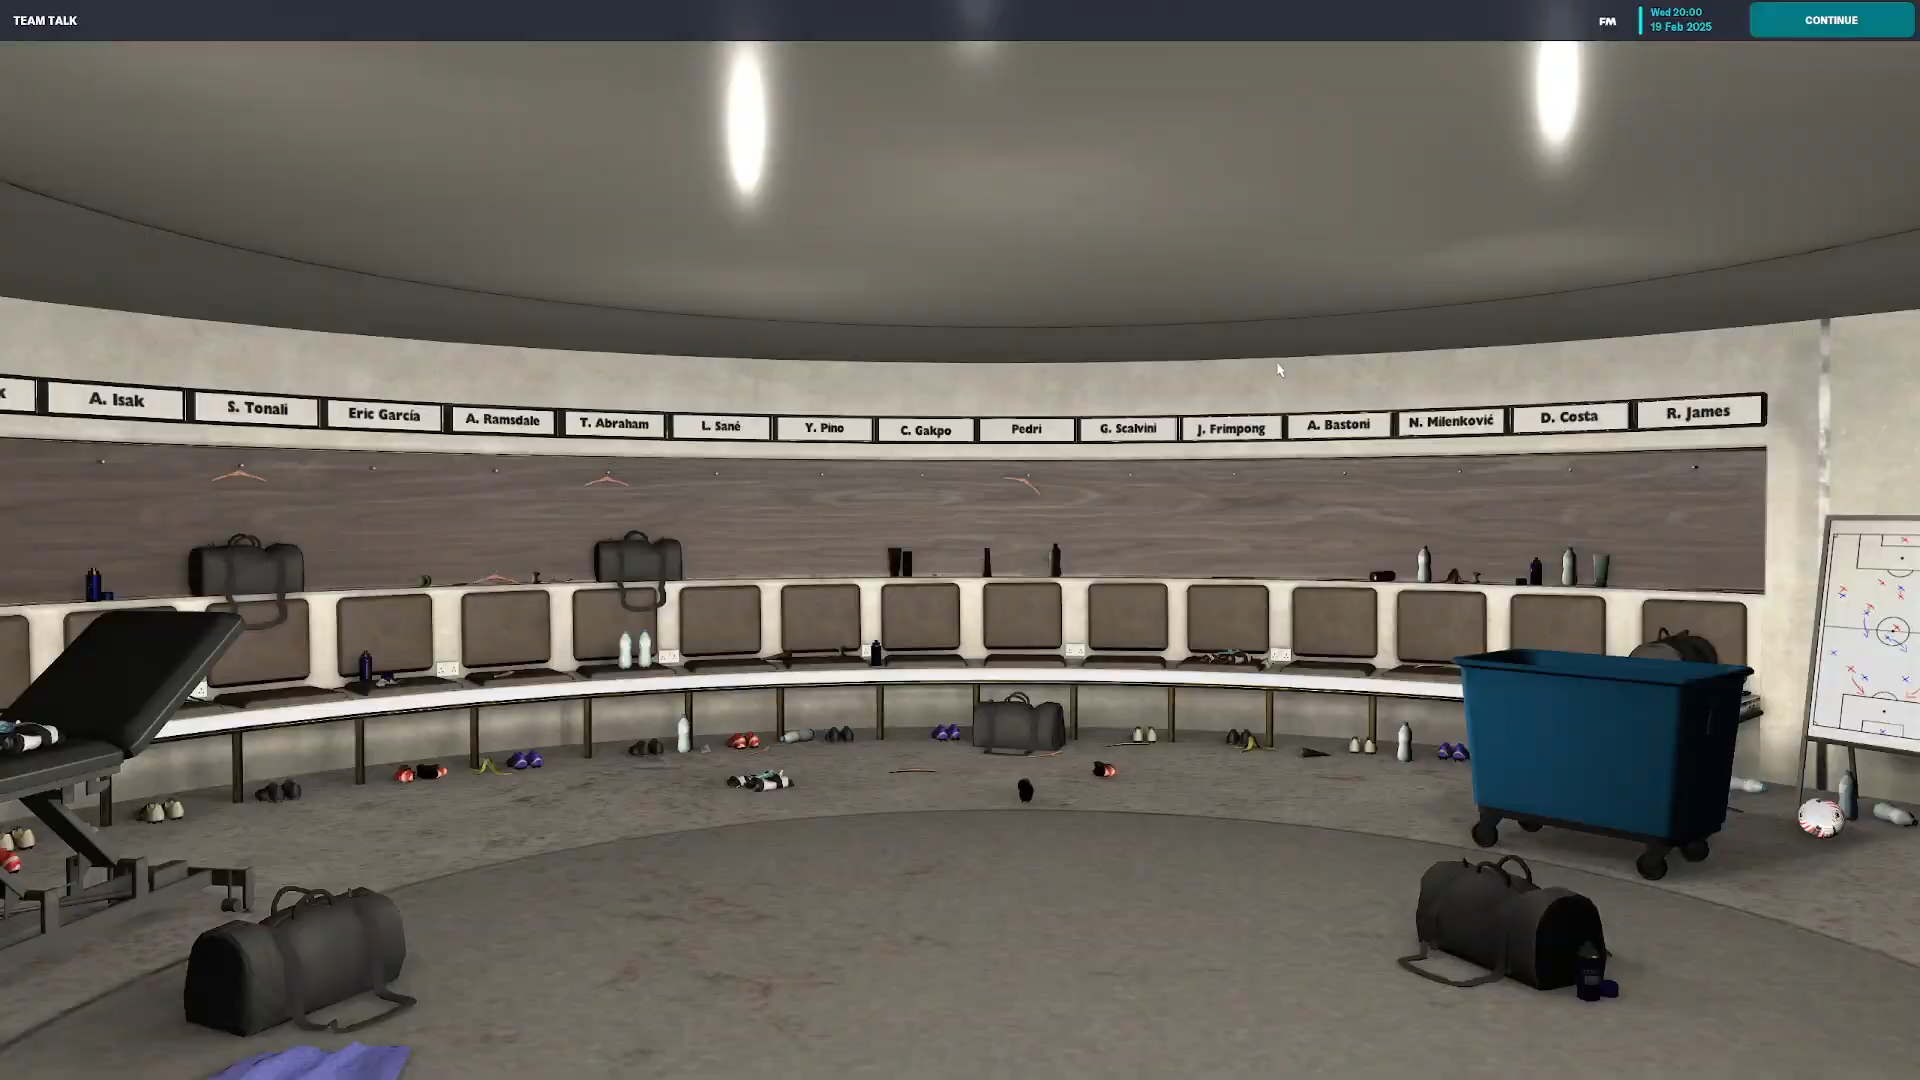 TEAM TALK
FM
Wed 20:00
19 Feb 2025
CONTINUE
A. Isak
S. Tonali
Eric García
A. Ramsdale
T. Abraham
L. Sané
Y. Pino
C. Gakpo
Pedri
G. Scalvini
J. Frimpong
A. Bastoni
N. Milenković
D. Costa
R. James